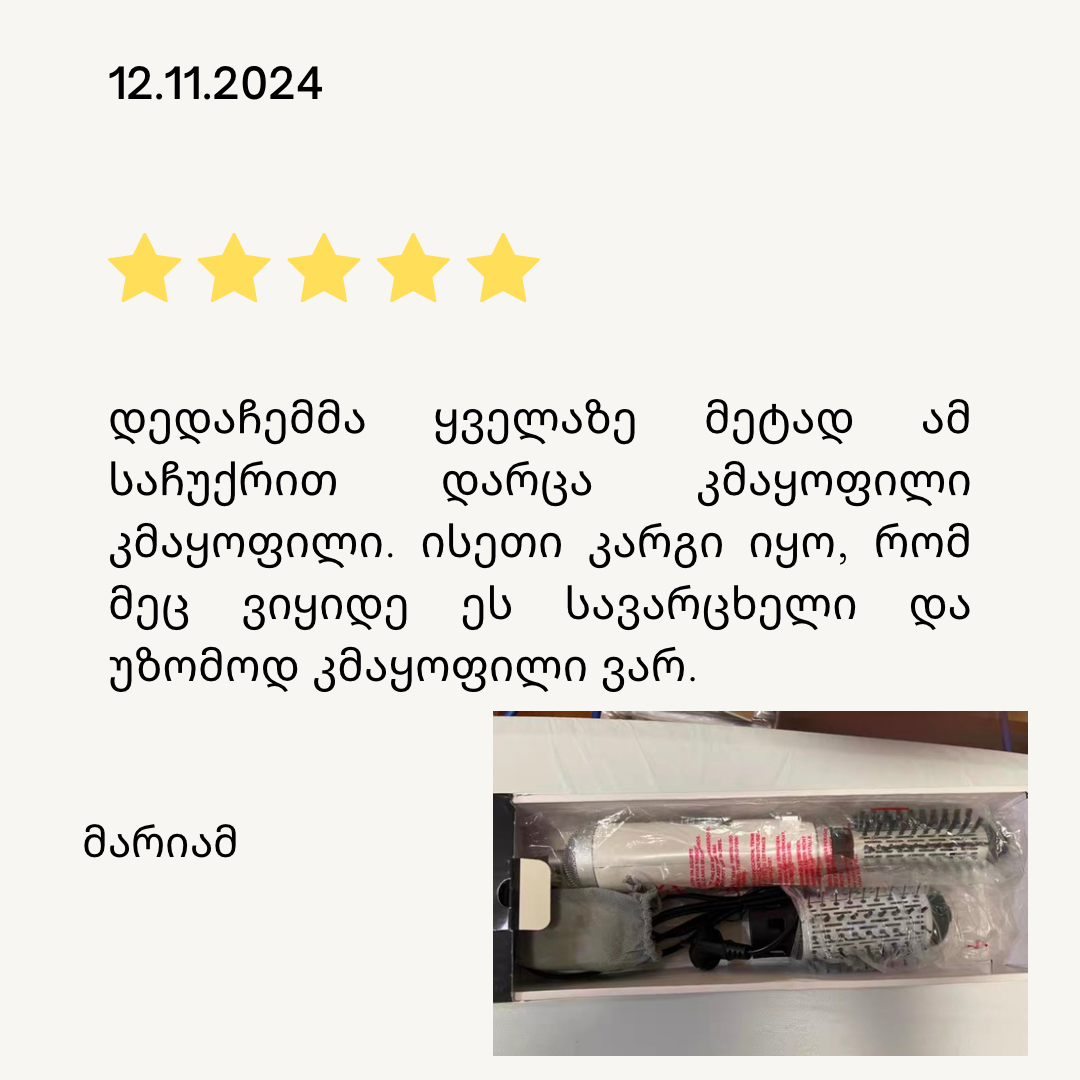 12.11.2024
დედაჩემმა ყველაზე მეტად ამ
საჩუქრით დარცა კმაყოფილი
კმაყოფილი. ისეთი კარგი იყო, რომ
მეც ვიყიდე ეს სავარცხელი და
უზომოდ კმაყოფილი ვარ.
მარიამ